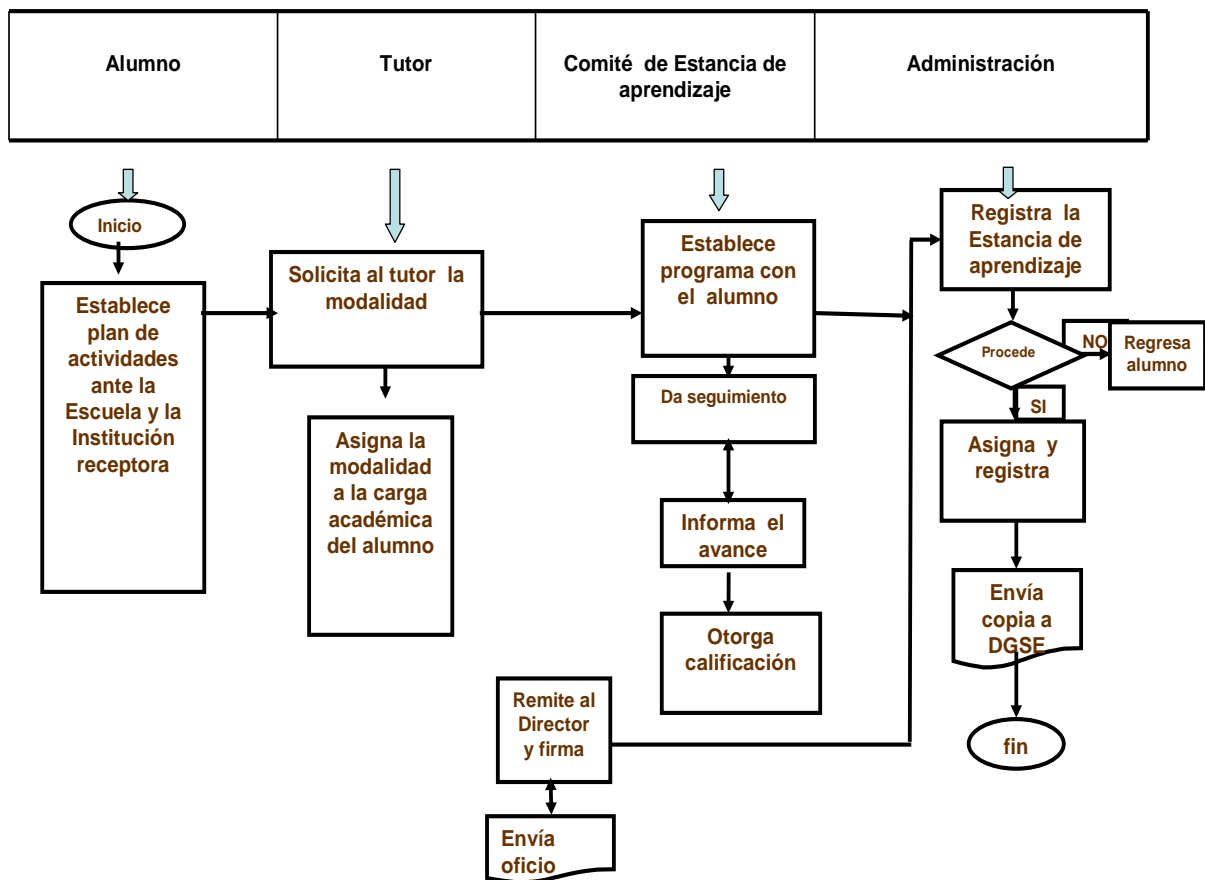 Alumno
Tutor
Comité de Estancia de
aprendizaje
Administración
Inicio
Establece
plan de
actividades
ante la
Escuela y la
Institución
receptora
Solicita al tutor la
modalidad
Asigna la
modalidad
a la carga
académica
del alumno
Establece
programa con
el alumno
Da seguimiento
Informa el
avance
Otorga
calificación
Remite al
Director
y firma
Envía
oficio
Registra la
Estancia de
aprendizaje
Procede
NO
Regresa
alumno
SI
Asigna y
registra
Envía
copia a
DGSE
fin